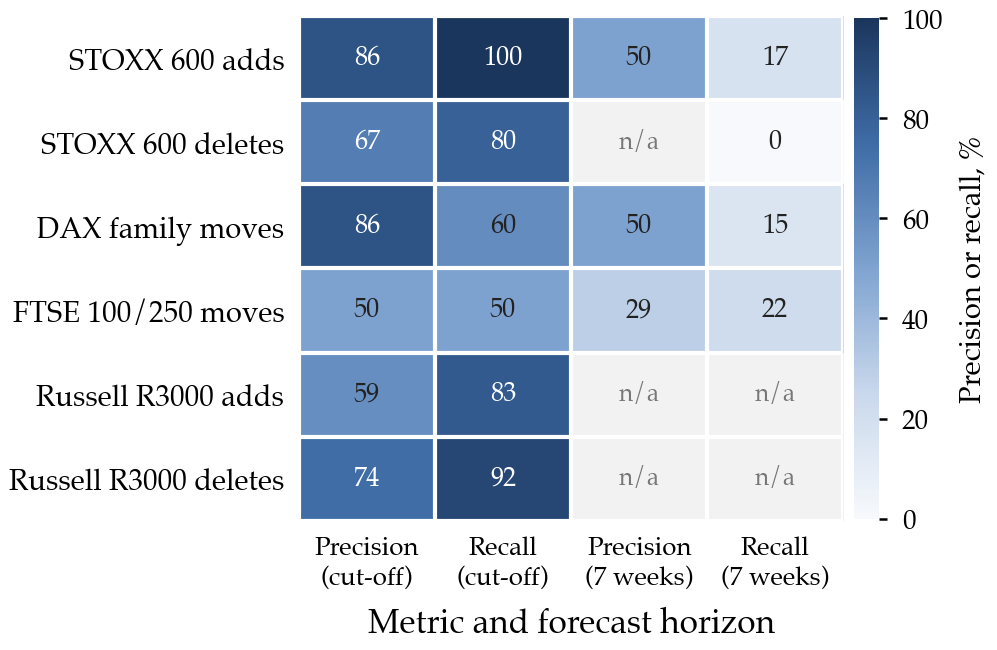 STOXX 600 adds 86 100 50 17
STOXX 600 deletes 67 80 n/a 0
DAX family moves 86 60 50 15
FTSE 100/250 moves 50 50 29 22
Russell R3000 adds 59 83 n/a n/a
Russell R3000 deletes 74 92 n/a n/a
Precision Recall Precision Recall
(cut-off) (cut-off) (7 weeks) (7 weeks)
Metric and forecast horizon
100
80
60
40
20
0
Precision or recall, %